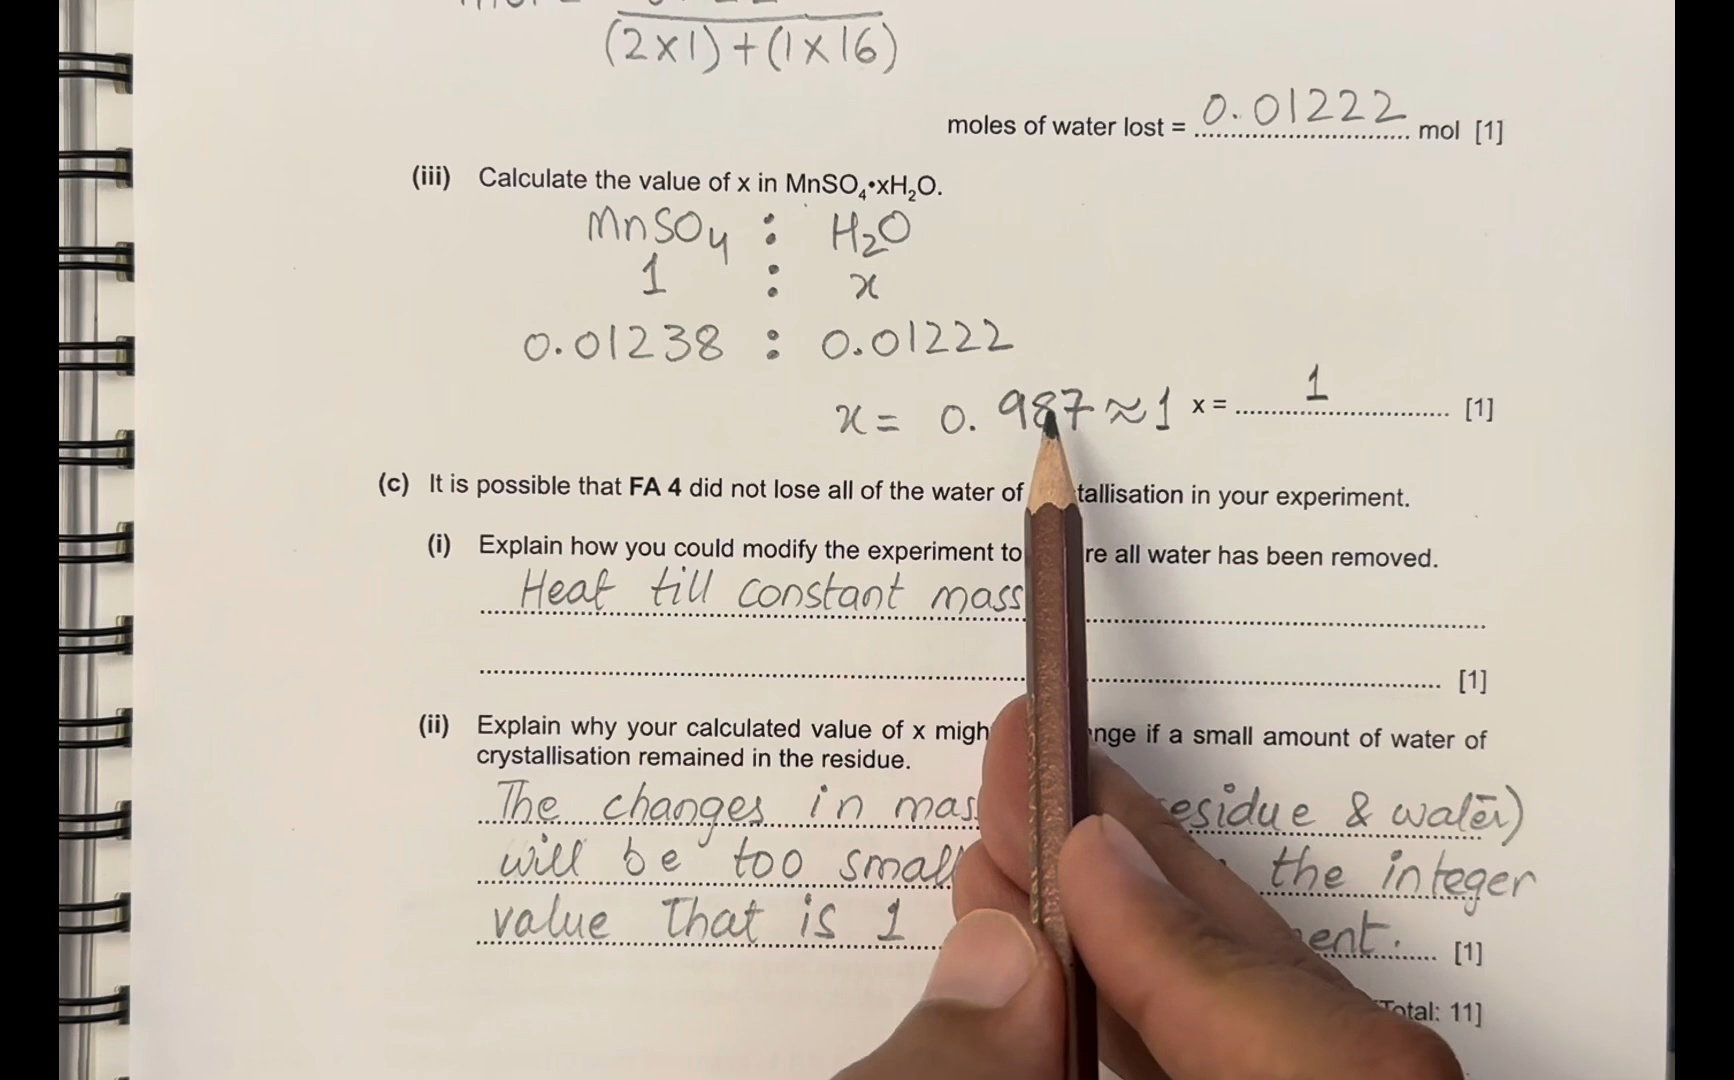 (2x1)+(1x16)
moles of water lost = 0.01222 mol [1]
(iii) Calculate the value of x in MnSO₄•xH₂O.
MnSO₄ : H₂O
1 : x
0.01238 : 0.01222
x = 0.987 ≈ 1 x = 1 [1]
(c) It is possible that FA 4 did not lose all of the water of tallisation in your experiment.
(i) Explain how you could modify the experiment to re all water has been removed.
Heat till constant mass
[1]
(ii) Explain why your calculated value of x migh nge if a small amount of water of
crystallisation remained in the residue.
The changes in mas esidue & water)
will be too small the integer
value that is 1 ent. [1]
Total: 11]